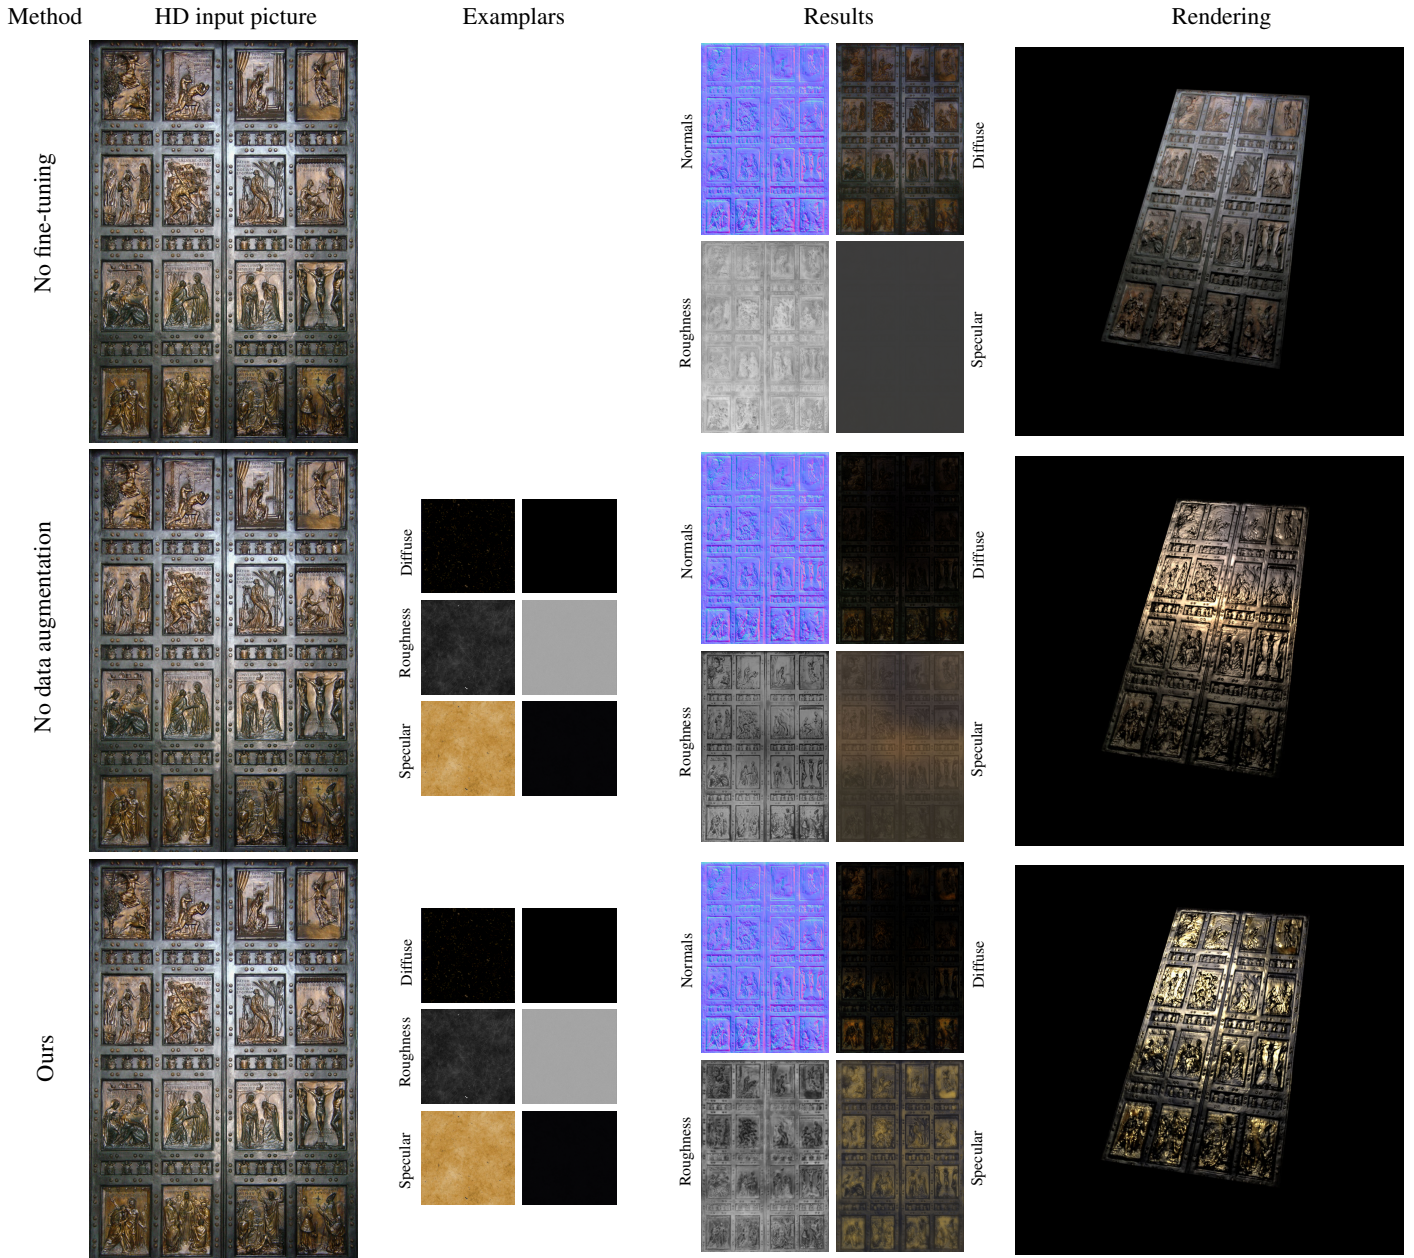 Method HD input picture Examplars Results Rendering
No fine-tuning
Normals
Diffuse
Roughness
Specular
No data augmentation
Diffuse
Roughness
Specular
Normals
Diffuse
Roughness
Specular
Ours
Diffuse
Roughness
Specular
Normals
Diffuse
Roughness
Specular